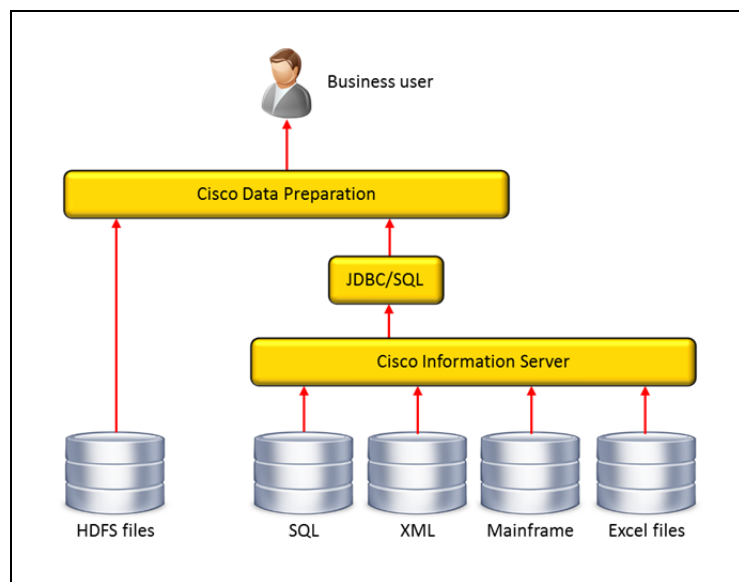 Business user
Cisco Data Preparation
JDBC/SQL
Cisco Information Server
HDFS files
SQL
XML
Mainframe
Excel files